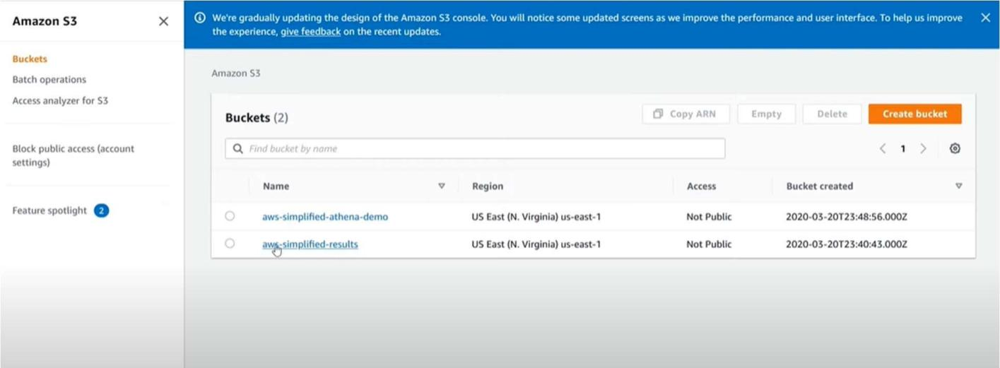 Amazon S3
We're gradually updating the design of the Amazon S3 console. You will notice some updated screens as we improve the performance and user interface. To help us improve
the experience, give feedback on the recent updates.
Buckets
Batch operations
Access analyzer for S3
Block public access (account
settings)
Feature spotlight 2
Amazon S3
Buckets (2)
Copy ARN Empty Delete Create bucket
Find bucket by name
1
Name Region Access Bucket created
aws-simplified-athena-demo US East (N. Virginia) us-east-1 Not Public 2020-03-20T23:48:56.000Z
aws-simplified-results US East (N. Virginia) us-east-1 Not Public 2020-03-20T23:40:43.000Z